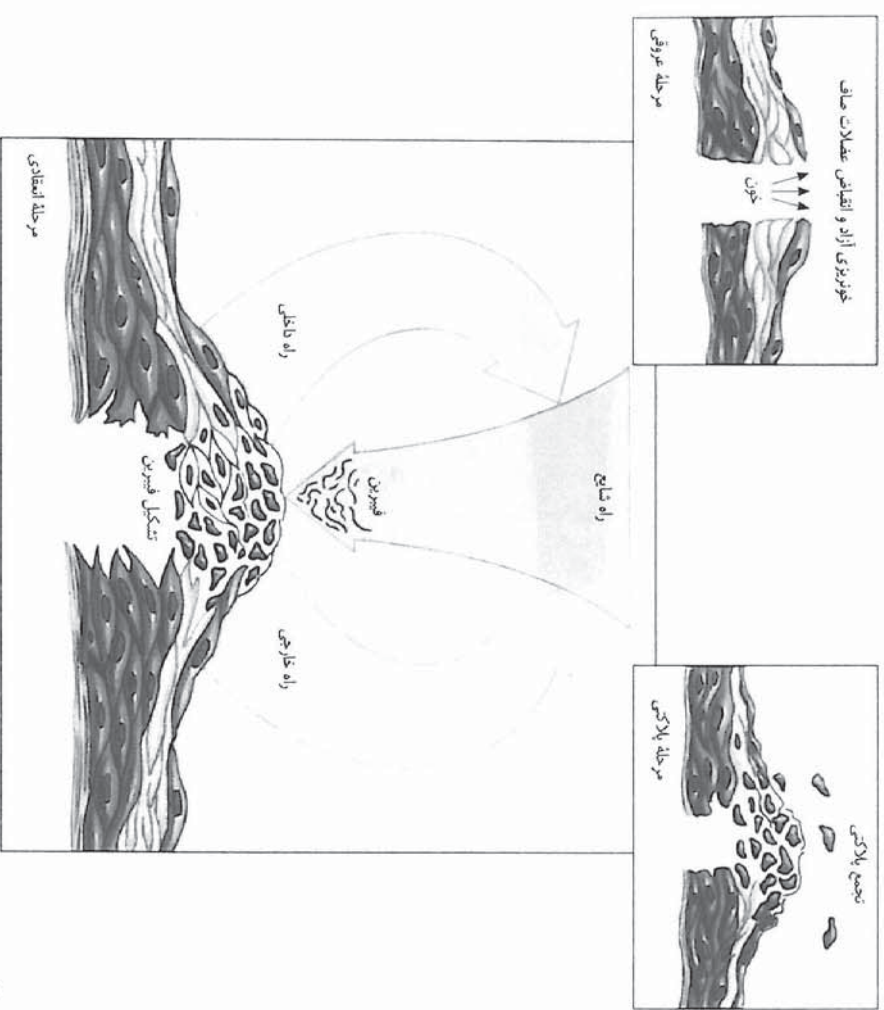 خونریزی آزاد و انقباض عضلات صاف
خون
مرحلهٔ عروقی
تجمع پلاکتی
مرحلهٔ پلاکتی
راه شایع
فیبرین
راه داخلی
راه خارجی
تشکیل فیبرین
مرحلهٔ انعقادی